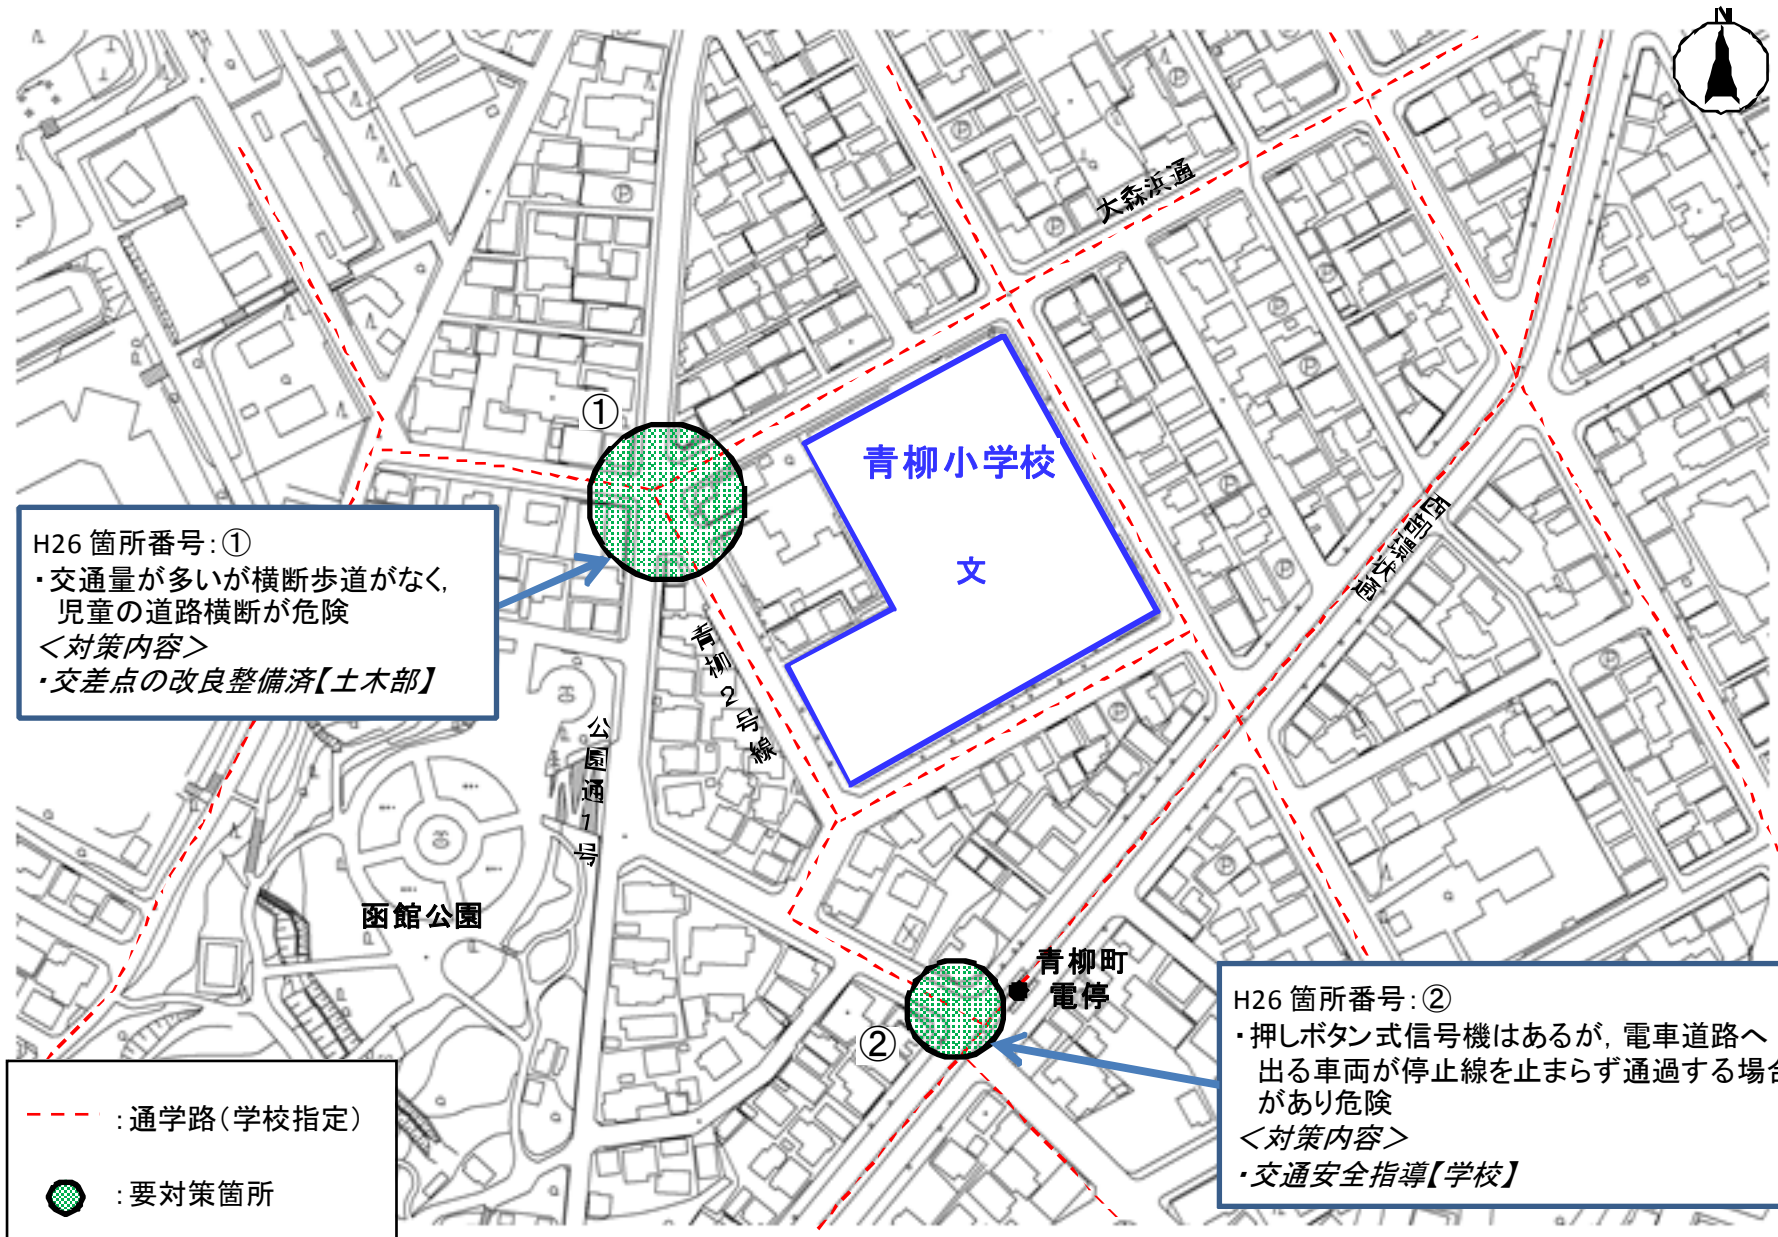 N
大森浜通
①
青柳小学校
文
西部環状通
H26 箇所番号:①
・交通量が多いが横断歩道がなく,
児童の道路横断が危険
＜対策内容＞
・交差点の改良整備済【土木部】
青柳2号線
公園通1号
函館公園
青柳町
電停
②
H26 箇所番号:②
・押しボタン式信号機はあるが, 電車道路へ
出る車両が停止線を止まらず通過する場合
があり危険
＜対策内容＞
・交通安全指導【学校】
:通学路(学校指定)
:要対策箇所